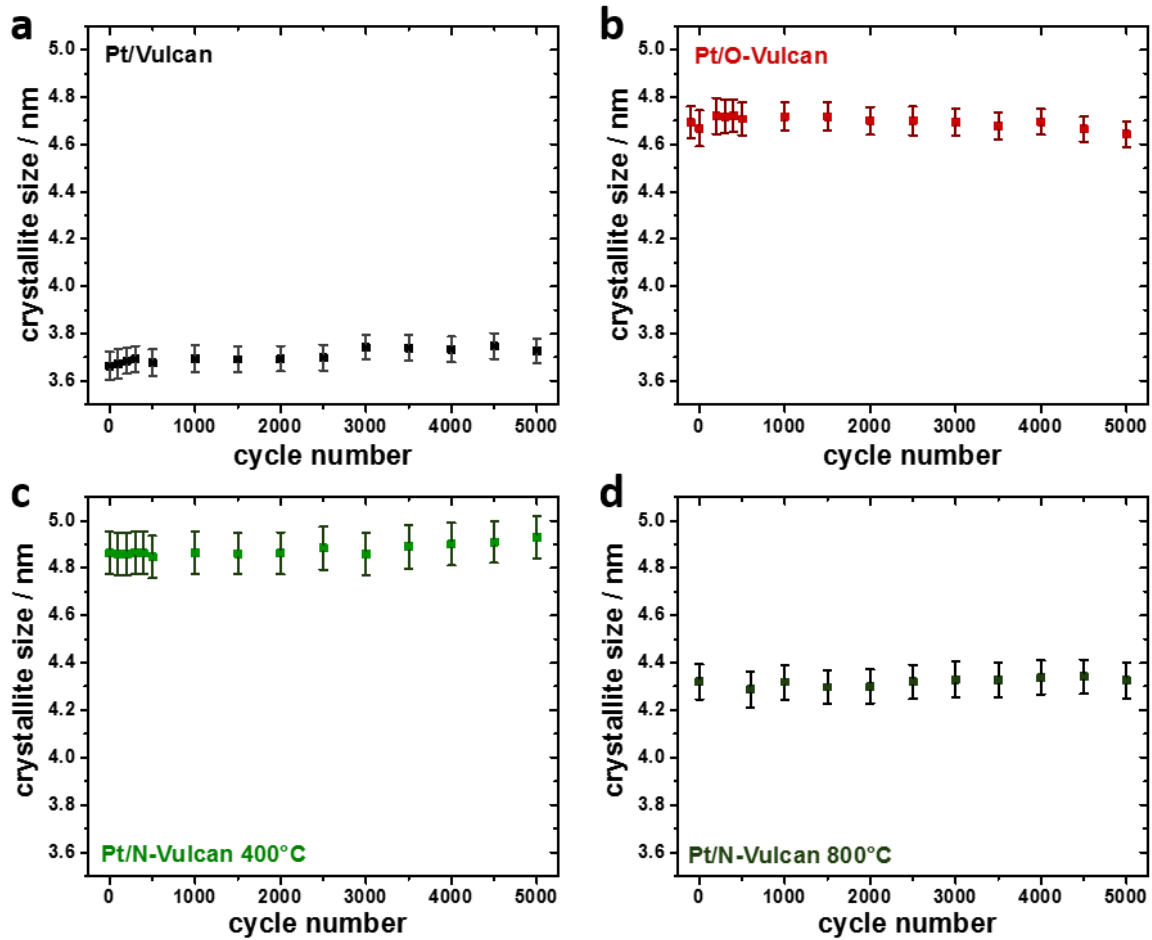 a
Pt/Vulcan
crystallite size / nm
5.0
4.8
4.6
4.4
4.2
4.0
3.8
3.6
0 1000 2000 3000 4000 5000
cycle number
b
Pt/O-Vulcan
crystallite size / nm
5.0
4.8
4.6
4.4
4.2
4.0
3.8
3.6
0 1000 2000 3000 4000 5000
cycle number
c
crystallite size / nm
5.0
4.8
4.6
4.4
4.2
4.0
3.8
3.6
Pt/N-Vulcan 400°C
0 1000 2000 3000 4000 5000
cycle number
d
crystallite size / nm
5.0
4.8
4.6
4.4
4.2
4.0
3.8
3.6
Pt/N-Vulcan 800°C
0 1000 2000 3000 4000 5000
cycle number